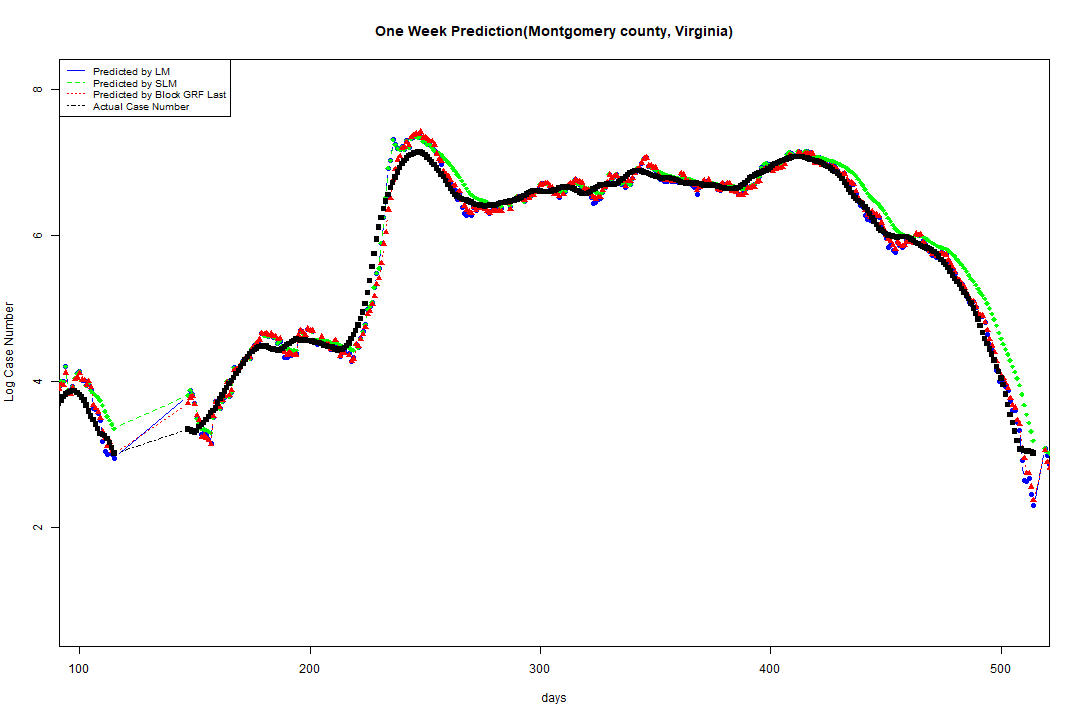 One Week Prediction(Montgomery county, Virginia)
Predicted by LM
Predicted by SLM
Predicted by Block GRF Last
Actual Case Number
8
6
4
2
Log Case Number
100 200 300 400 500
days